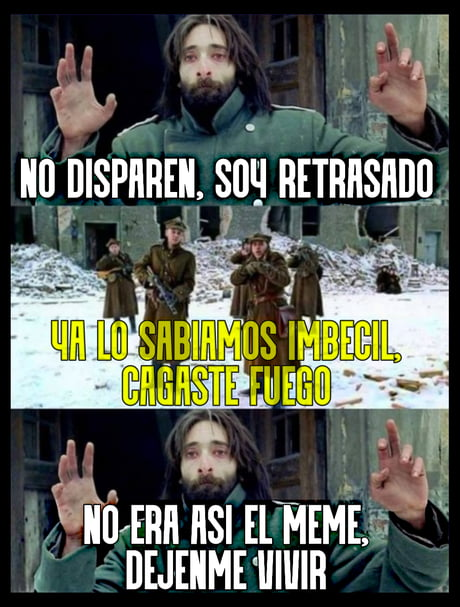 NO DISPAREN, SOY RETRASADO
YA LO SABIAMOS IMBECIL,
CAGASTE FUEGO
NO ERA ASI EL MEME,
DEJENME VIVIR